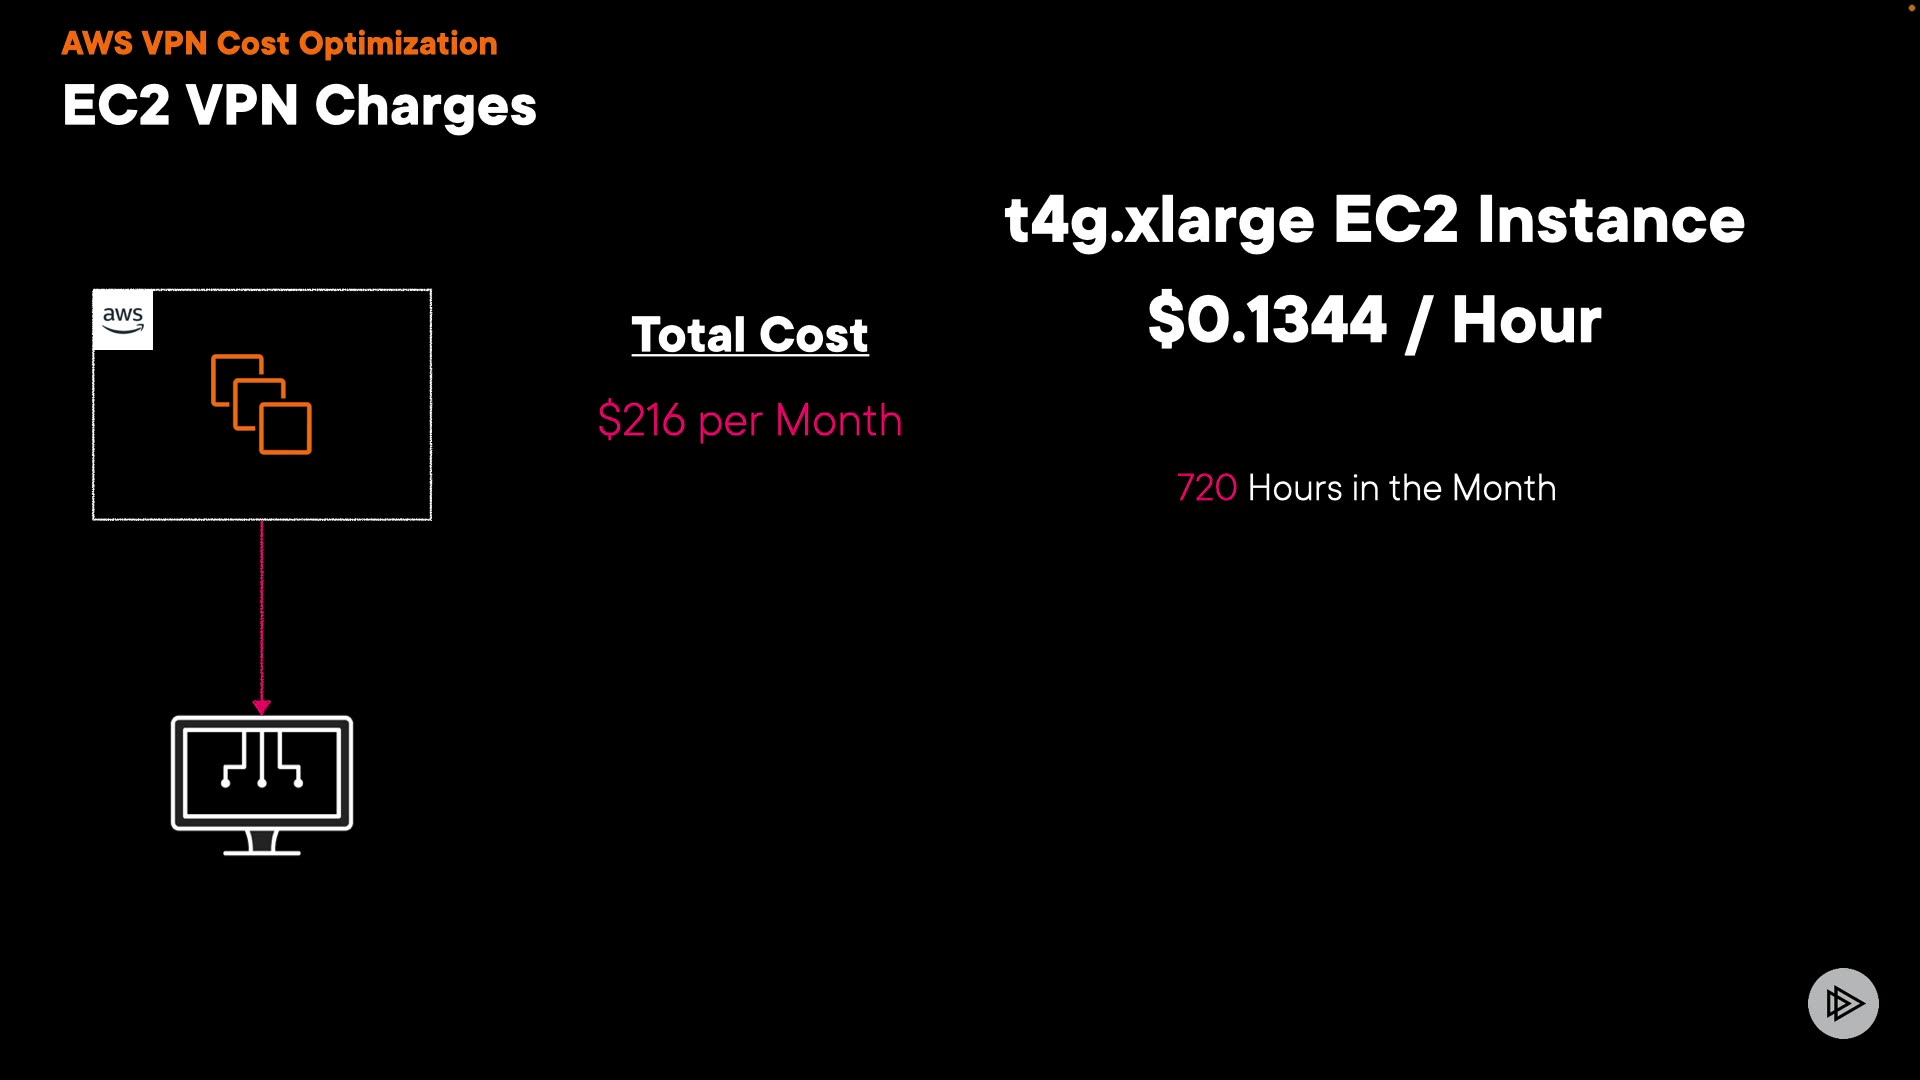 AWS VPN Cost Optimization
EC2 VPN Charges
t4g.xlarge EC2 Instance
$0.1344 / Hour
aws
Total Cost
$216 per Month
720 Hours in the Month